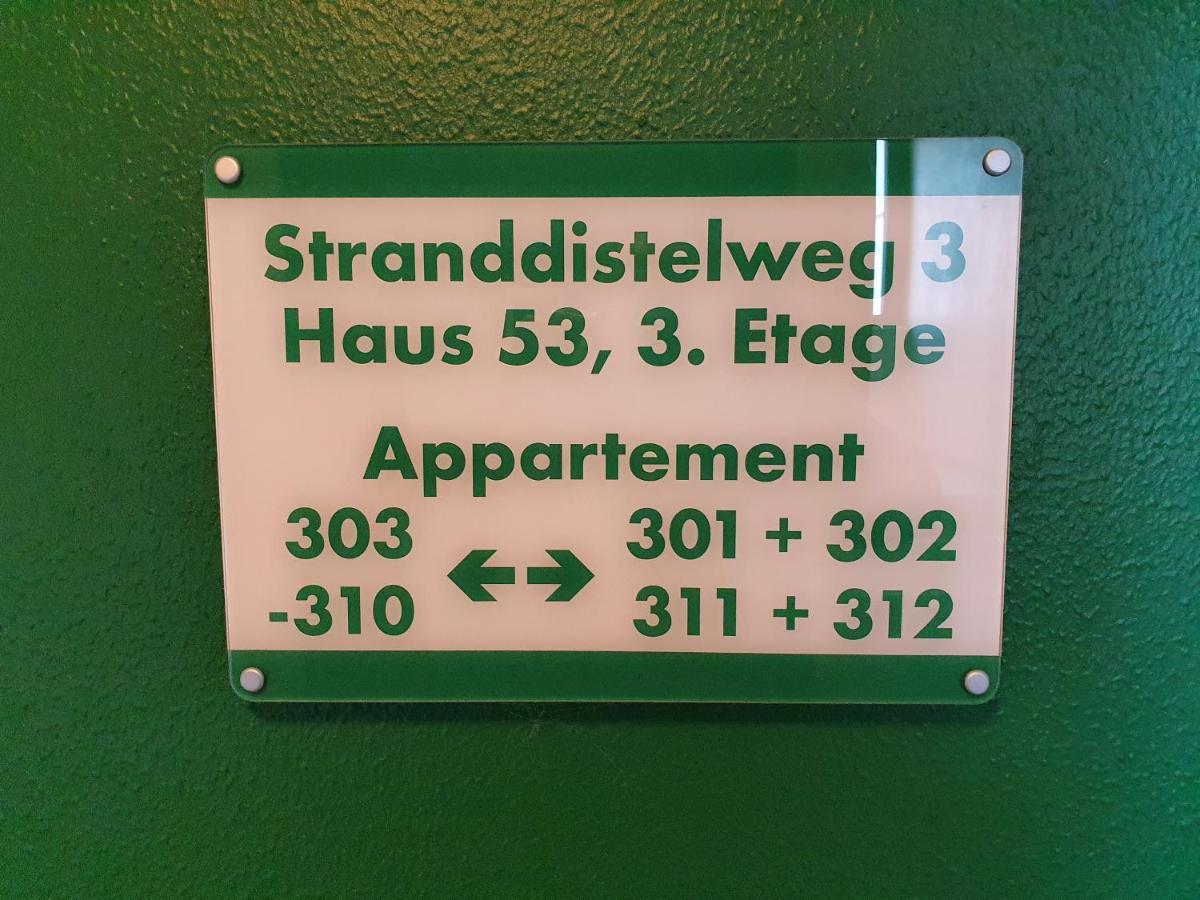 Stranddistelweg 3
Haus 53, 3. Etage
Appartement
303 301 + 302
-310 311 + 312